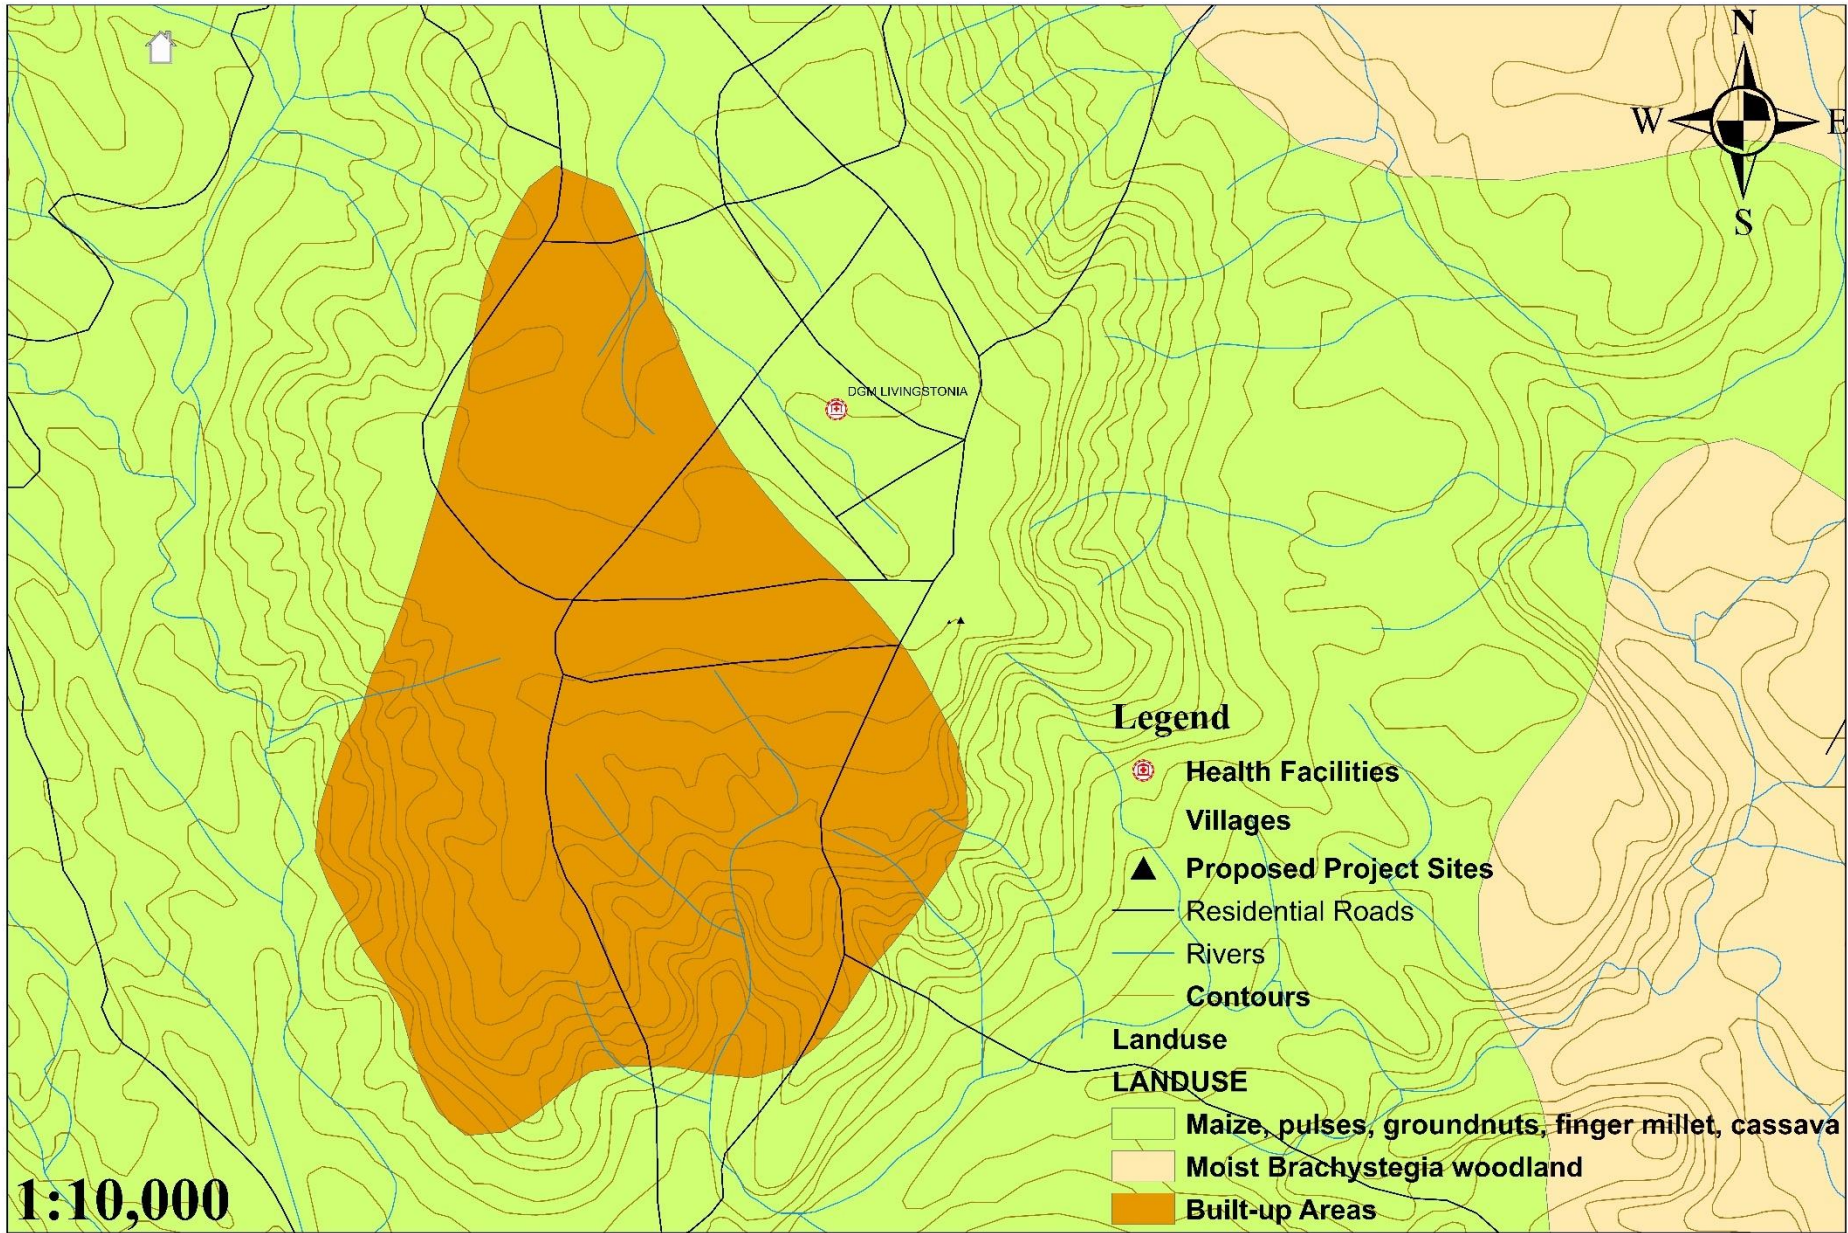 N
W
E
S
DGM LIVINGSTONIA
Legend
Health Facilities
Villages
Proposed Project Sites
Residential Roads
Rivers
Contours
Landuse
LANDUSE
Maize, pulses, groundnuts, finger millet, cassava
Moist Brachystegia woodland
Built-up Areas
1:10,000